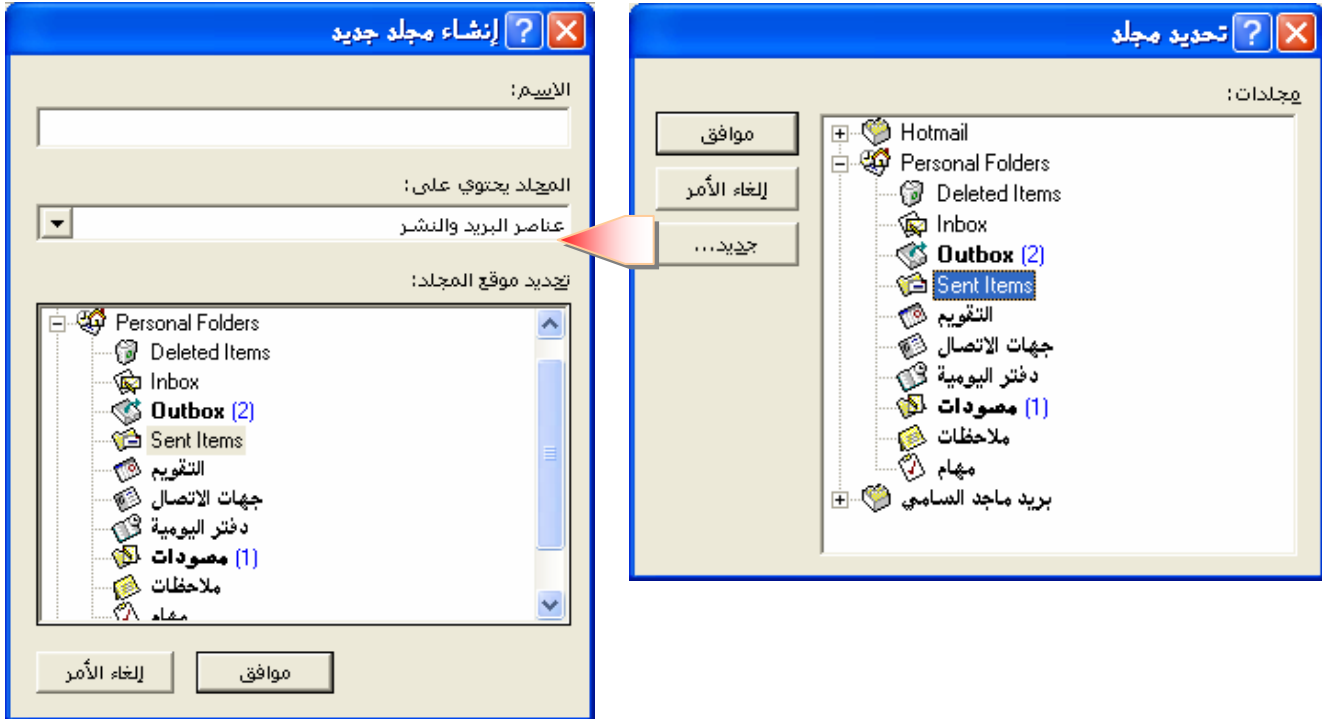 تحديد مجلد
مجلدات:
Hotmail
Personal Folders
Deleted Items
Inbox
Outbox (2)
Sent Items
التقويم
جهات الاتصال
دفتر اليومية
مسودات (1)
ملاحظات
مهام
بريد ماجد السامي
موافق
إلغاء الأمر
جديد...
إنشاء مجلد جديد
الاسم:
المجلد يحتوي على:
عناصر البريد والنشر
تحديد موقع المجلد:
Personal Folders
Deleted Items
Inbox
Outbox (2)
Sent Items
التقويم
جهات الاتصال
دفتر اليومية
مسودات (1)
ملاحظات
مهام
موافق
إلغاء الأمر